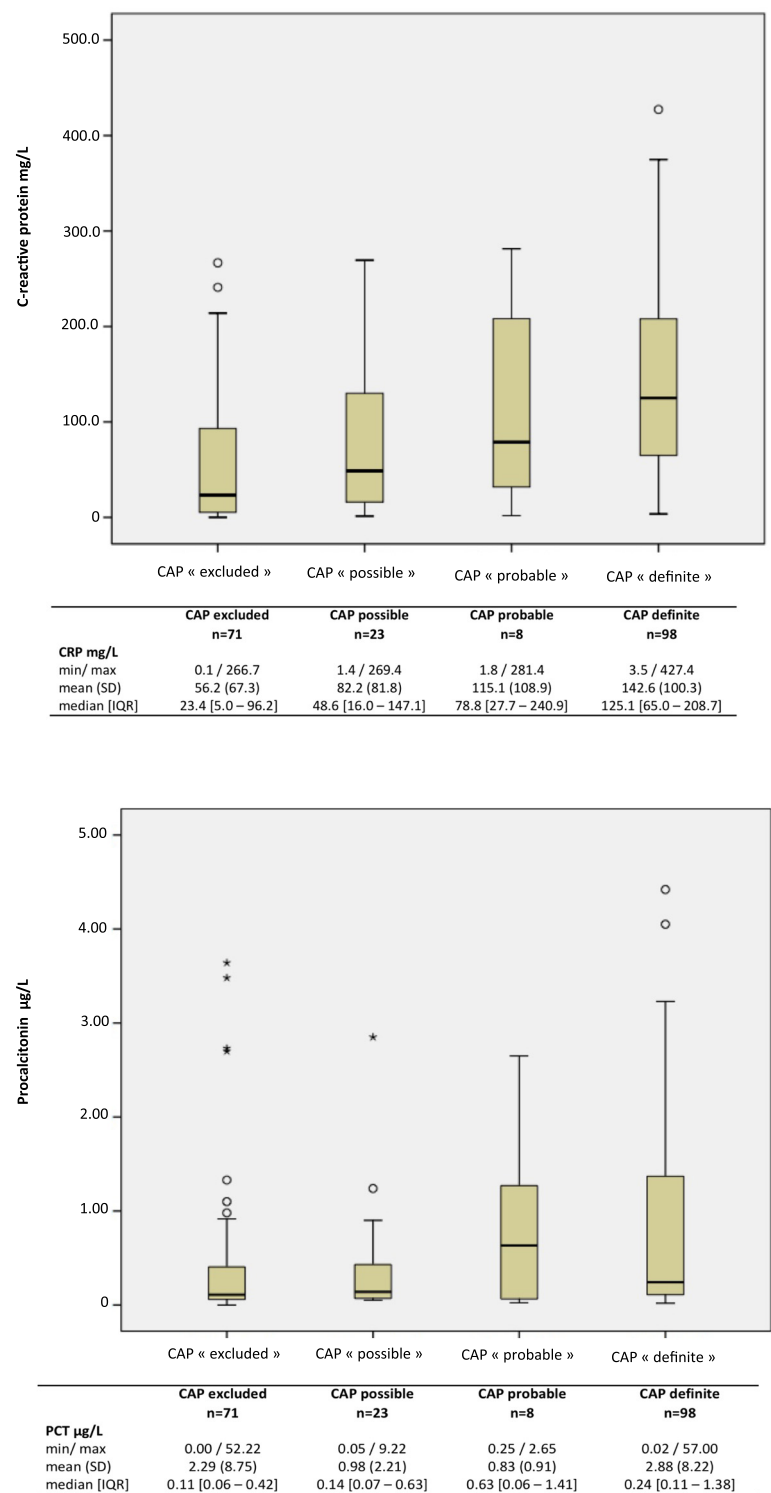 500.0
400.0
300.0
200.0
100.0
0
C-reactive protein mg/L
CAP « excluded » CAP « possible » CAP « probable » CAP « definite »
CAP excluded CAP possible CAP probable CAP definite
n=71 n=23 n=8 n=98
CRP mg/L
min/ max 0.1 / 266.7 1.4 / 269.4 1.8 / 281.4 3.5 / 427.4
mean (SD) 56.2 (67.3) 82.2 (81.8) 115.1 (108.9) 142.6 (100.3)
median [IQR] 23.4 [5.0 – 96.2] 48.6 [16.0 – 147.1] 78.8 [27.7 – 240.9] 125.1 [65.0 – 208.7]
5.00
4.00
3.00
2.00
1.00
0
Procalcitonin µg/L
CAP « excluded » CAP « possible » CAP « probable » CAP « definite »
CAP excluded CAP possible CAP probable CAP definite
n=71 n=23 n=8 n=98
PCT µg/L
min/ max 0.00 / 52.22 0.05 / 9.22 0.25 / 2.65 0.02 / 57.00
mean (SD) 2.29 (8.75) 0.98 (2.21) 0.83 (0.91) 2.88 (8.22)
median [IQR] 0.11 [0.06 – 0.42] 0.14 [0.07 – 0.63] 0.63 [0.06 – 1.41] 0.24 [0.11 – 1.38]